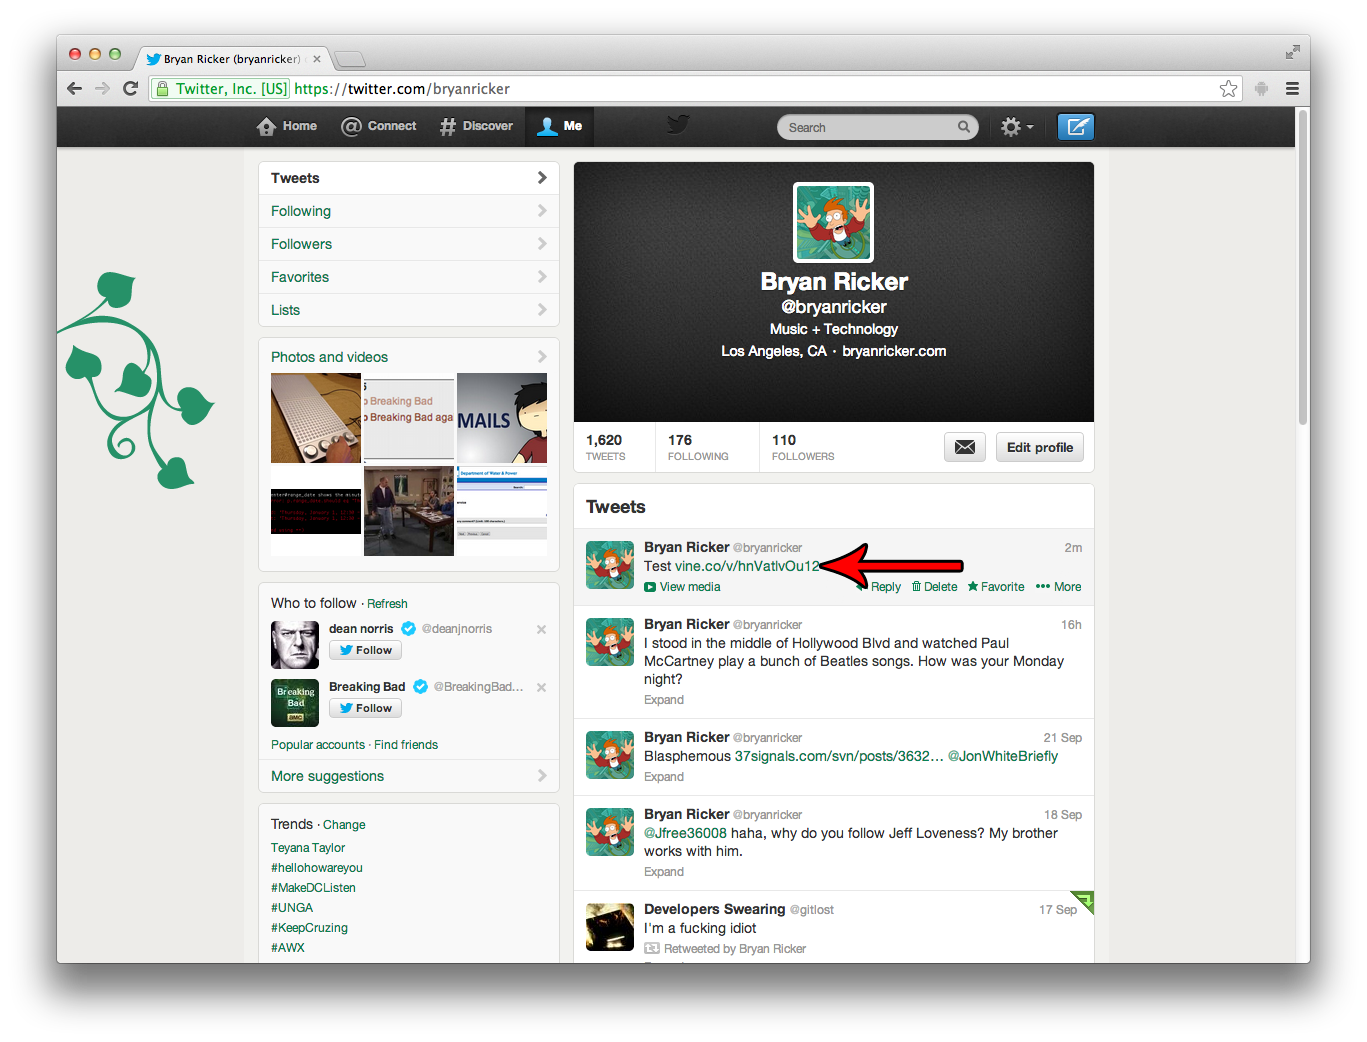 Bryan Ricker (bryanricker)
Twitter, Inc. [US] https://twitter.com/bryanricker
Home Connect Discover Me Search
Tweets
Following
Followers
Favorites
Lists
Photos and videos
Breaking Bad
Breaking Bad aga
MAILS
Department of Water & Power
Who to follow · Refresh
dean norris @deanjnorris
Follow
Breaking Bad
AMC
Breaking Bad @BreakingBad...
Follow
Popular accounts · Find friends
More suggestions
Trends · Change
Teyana Taylor
#hellohowareyou
#MakeDCListen
#UNGA
#KeepCruzing
#AWX
Bryan Ricker
@bryanricker
Music + Technology
Los Angeles, CA · bryanricker.com
1,620 176 110
TWEETS FOLLOWING FOLLOWERS
Edit profile
Tweets
Bryan Ricker @bryanricker 2m
Test vine.co/v/hnVatlvOu12
View media Reply Delete Favorite More
Bryan Ricker @bryanricker 16h
I stood in the middle of Hollywood Blvd and watched Paul
McCartney play a bunch of Beatles songs. How was your Monday
night?
Expand
Bryan Ricker @bryanricker 21 Sep
Blasphemous 37signals.com/svn/posts/3632... @JonWhiteBriefly
Expand
Bryan Ricker @bryanricker 18 Sep
@Jfree36008 haha, why do you follow Jeff Loveness? My brother
works with him.
Expand
Developers Swearing @gitlost 17 Sep
I'm a fucking idiot
Retweeted by Bryan Ricker